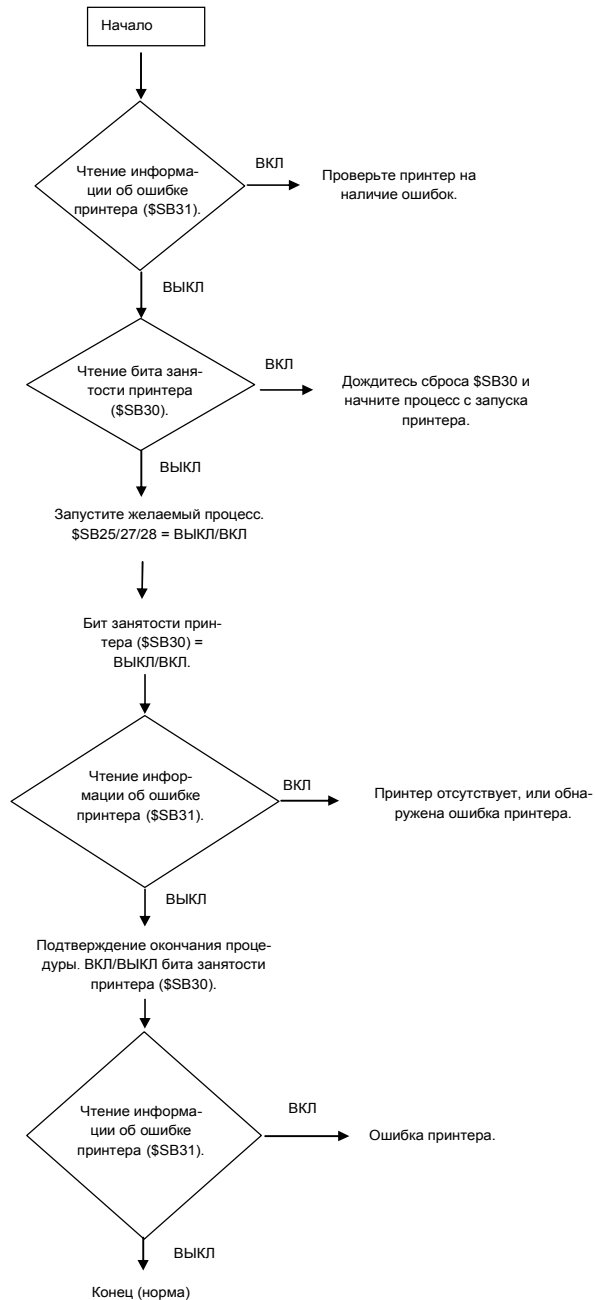 Начало
Чтение информа-
ции об ошибке
принтера ($SB31).
ВКЛ
Проверьте принтер на
наличие ошибок.
ВЫКЛ
Чтение бита заня-
тости принтера
($SB30).
ВКЛ
Дождитесь сброса $SB30 и
начните процесс с запуска
принтера.
ВЫКЛ
Запустите желаемый процесс.
$SB25/27/28 = ВЫКЛ/ВКЛ
Бит занятости прин-
тера ($SB30) =
ВЫКЛ/ВКЛ.
Чтение инфор-
мации об ошибке
принтера ($SB31).
ВКЛ
Принтер отсутствует, или обна-
ружена ошибка принтера.
ВЫКЛ
Подтверждение окончания проце-
дуры. ВКЛ/ВЫКЛ бита занятости
принтера ($SB30).
Чтение информа-
ции об ошибке
принтера ($SB31).
ВКЛ
Ошибка принтера.
ВЫКЛ
Конец (норма)